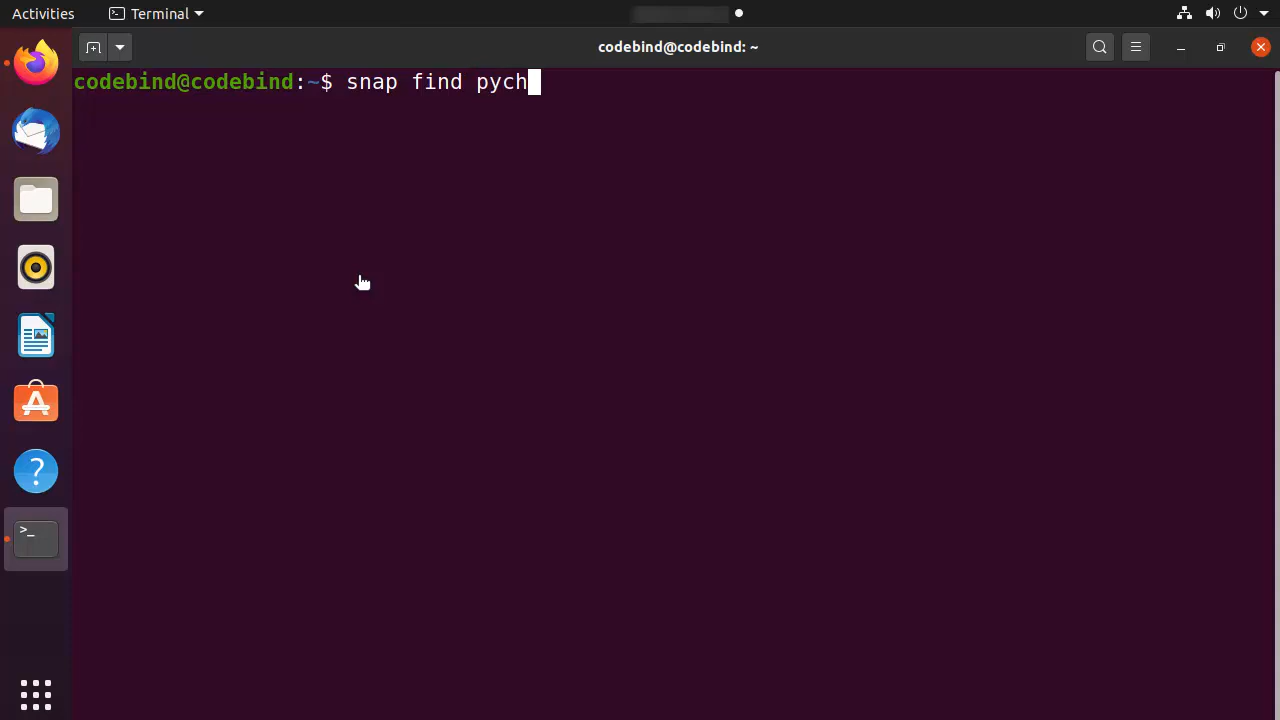 Activities
Terminal
codebind@codebind: ~
codebind@codebind:~$ snap find pych
>_